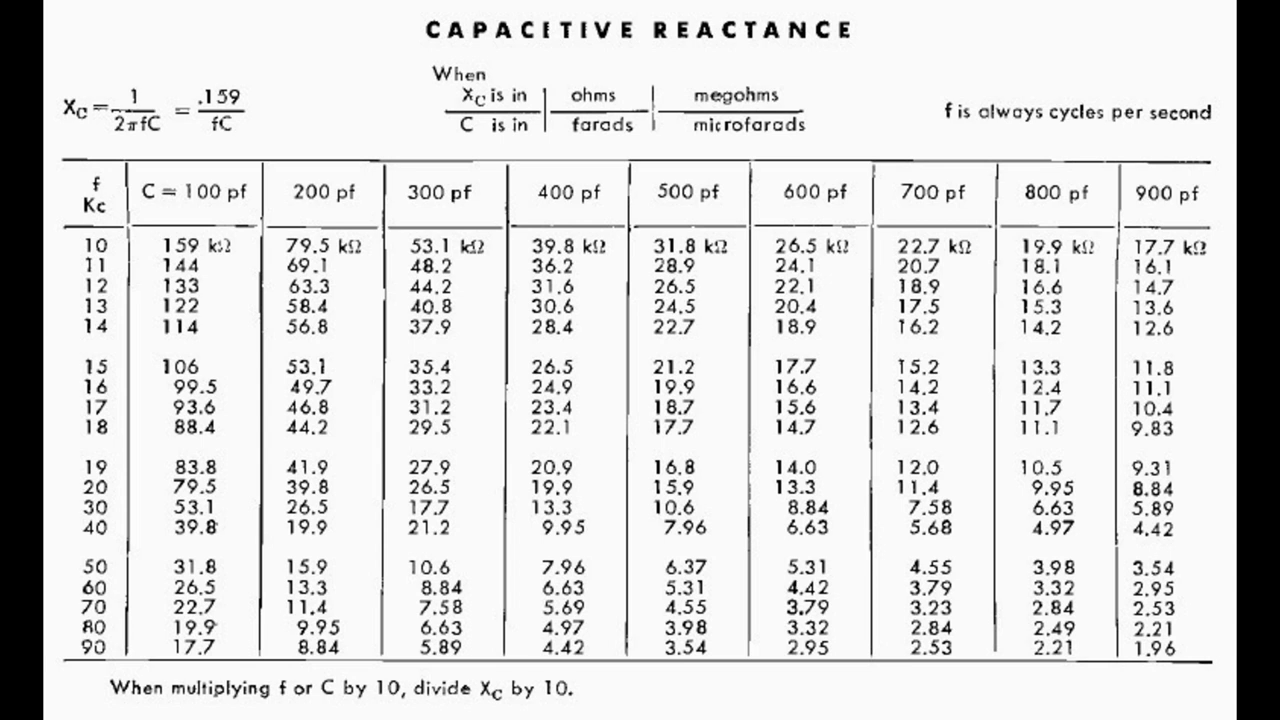 CAPACITIVE REACTANCE
When
X_C = 1/2πfC = .159/fC
X_C is in | ohms | megohms
C is in | farads | microfarads
f is always cycles per second
f Kc | C = 100 pf | 200 pf | 300 pf | 400 pf | 500 pf | 600 pf | 700 pf | 800 pf | 900 pf
10 | 159 kΩ | 79.5 kΩ | 53.1 kΩ | 39.8 kΩ | 31.8 kΩ | 26.5 kΩ | 22.7 kΩ | 19.9 kΩ | 17.7 kΩ
11 | 144 | 69.1 | 48.2 | 36.2 | 28.9 | 24.1 | 20.7 | 18.1 | 16.1
12 | 133 | 63.3 | 44.2 | 31.6 | 26.5 | 22.1 | 18.9 | 16.6 | 14.7
13 | 122 | 58.4 | 40.8 | 30.6 | 24.5 | 20.4 | 17.5 | 15.3 | 13.6
14 | 114 | 56.8 | 37.9 | 28.4 | 22.7 | 18.9 | 16.2 | 14.2 | 12.6
15 | 106 | 53.1 | 35.4 | 26.5 | 21.2 | 17.7 | 15.2 | 13.3 | 11.8
16 | 99.5 | 49.7 | 33.2 | 24.9 | 19.9 | 16.6 | 14.2 | 12.4 | 11.1
17 | 93.6 | 46.8 | 31.2 | 23.4 | 18.7 | 15.6 | 13.4 | 11.7 | 10.4
18 | 88.4 | 44.2 | 29.5 | 22.1 | 17.7 | 14.7 | 12.6 | 11.1 | 9.83
19 | 83.8 | 41.9 | 27.9 | 20.9 | 16.8 | 14.0 | 12.0 | 10.5 | 9.31
20 | 79.5 | 39.8 | 26.5 | 19.9 | 15.9 | 13.3 | 11.4 | 9.95 | 8.84
30 | 53.1 | 26.5 | 17.7 | 13.3 | 10.6 | 8.84 | 7.58 | 6.63 | 5.89
40 | 39.8 | 19.9 | 21.2 | 9.95 | 7.96 | 6.63 | 5.68 | 4.97 | 4.42
50 | 31.8 | 15.9 | 10.6 | 7.96 | 6.37 | 5.31 | 4.55 | 3.98 | 3.54
60 | 26.5 | 13.3 | 8.84 | 6.63 | 5.31 | 4.42 | 3.79 | 3.32 | 2.95
70 | 22.7 | 11.4 | 7.58 | 5.69 | 4.55 | 3.79 | 3.23 | 2.84 | 2.53
80 | 19.9 | 9.95 | 6.63 | 4.97 | 3.98 | 3.32 | 2.84 | 2.49 | 2.21
90 | 17.7 | 8.84 | 5.89 | 4.42 | 3.54 | 2.95 | 2.53 | 2.21 | 1.96
When multiplying f or C by 10, divide X_C by 10.